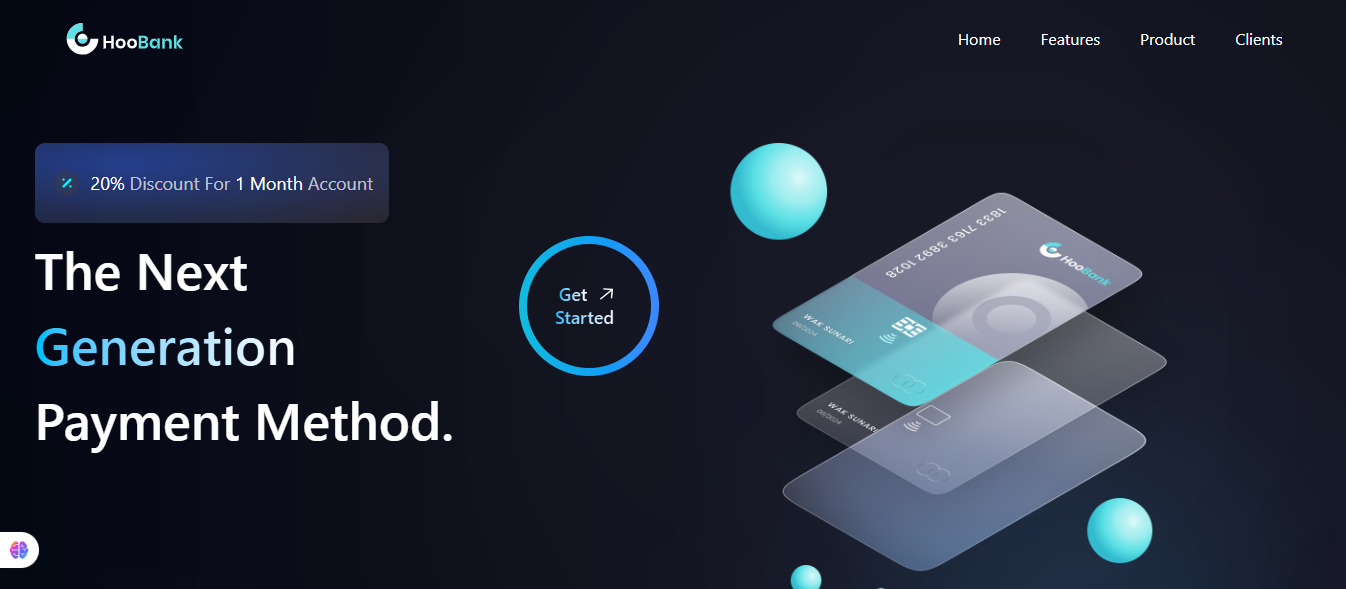 HooBank
Home Features Product Clients
20% Discount For 1 Month Account
The Next
Generation
Payment Method.
Get
Started
1833 7163 3892 1028
HooBank
WAK SUNARI
06/2024
WAK SUNARI
06/2024